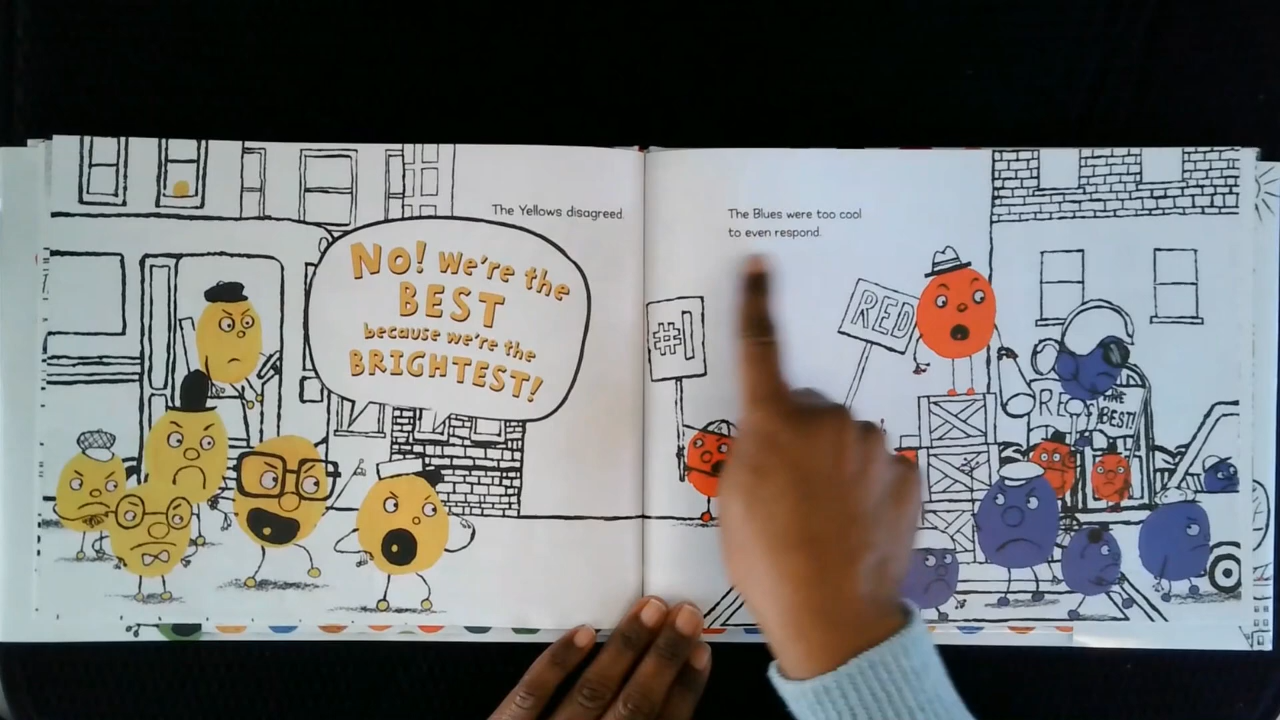 The Yellows disagreed.
NO! We're the
BEST
because we're the
BRIGHTEST!
The Blues were too cool
to even respond.
#1
RED
RE
THE
BEST!